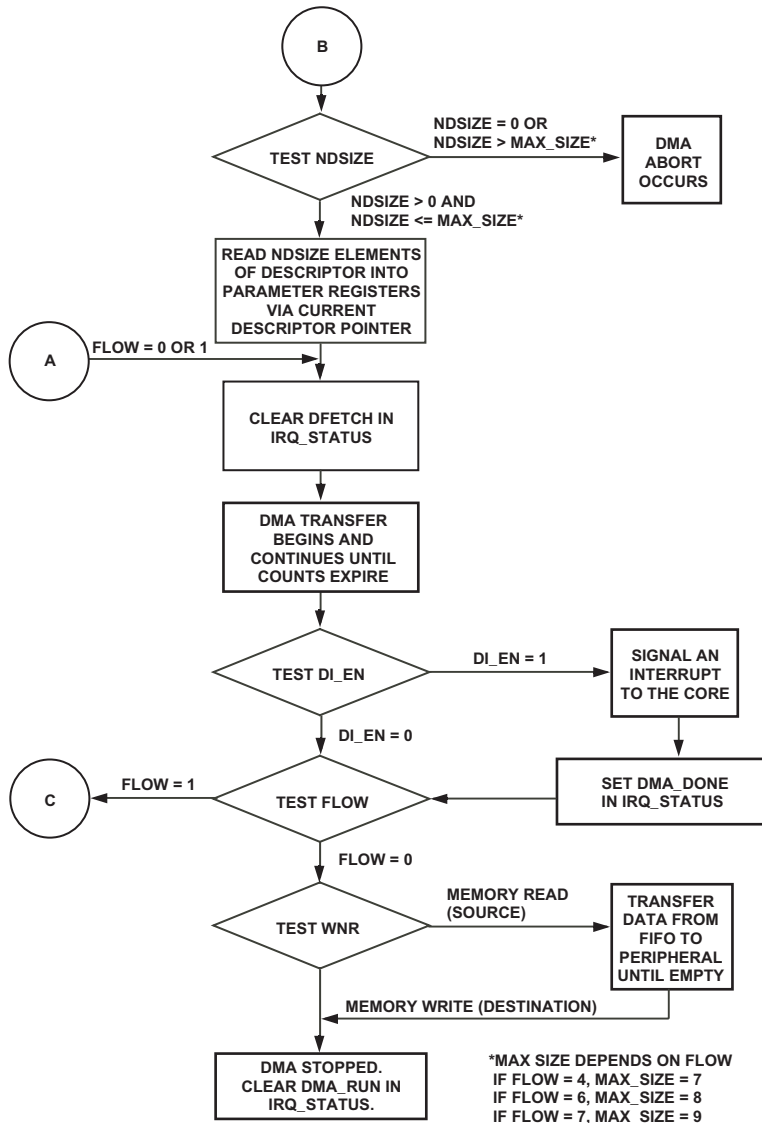 B
TEST NDSIZE
NDSIZE = 0 OR
NDSIZE > MAX_SIZE*
DMA
ABORT
OCCURS
NDSIZE > 0 AND
NDSIZE <= MAX_SIZE*
READ NDSIZE ELEMENTS
OF DESCRIPTOR INTO
PARAMETER REGISTERS
VIA CURRENT
DESCRIPTOR POINTER
A
FLOW = 0 OR 1
CLEAR DFETCH IN
IRQ_STATUS
DMA TRANSFER
BEGINS AND
CONTINUES UNTIL
COUNTS EXPIRE
TEST DI_EN
DI_EN = 1
SIGNAL AN
INTERRUPT
TO THE CORE
DI_EN = 0
SET DMA_DONE
IN IRQ_STATUS
TEST FLOW
FLOW = 1
C
FLOW = 0
TEST WNR
MEMORY READ
(SOURCE)
TRANSFER
DATA FROM
FIFO TO
PERIPHERAL
UNTIL EMPTY
MEMORY WRITE (DESTINATION)
DMA STOPPED.
CLEAR DMA_RUN IN
IRQ_STATUS.
*MAX SIZE DEPENDS ON FLOW
IF FLOW = 4, MAX_SIZE = 7
IF FLOW = 6, MAX_SIZE = 8
IF FLOW = 7, MAX_SIZE = 9